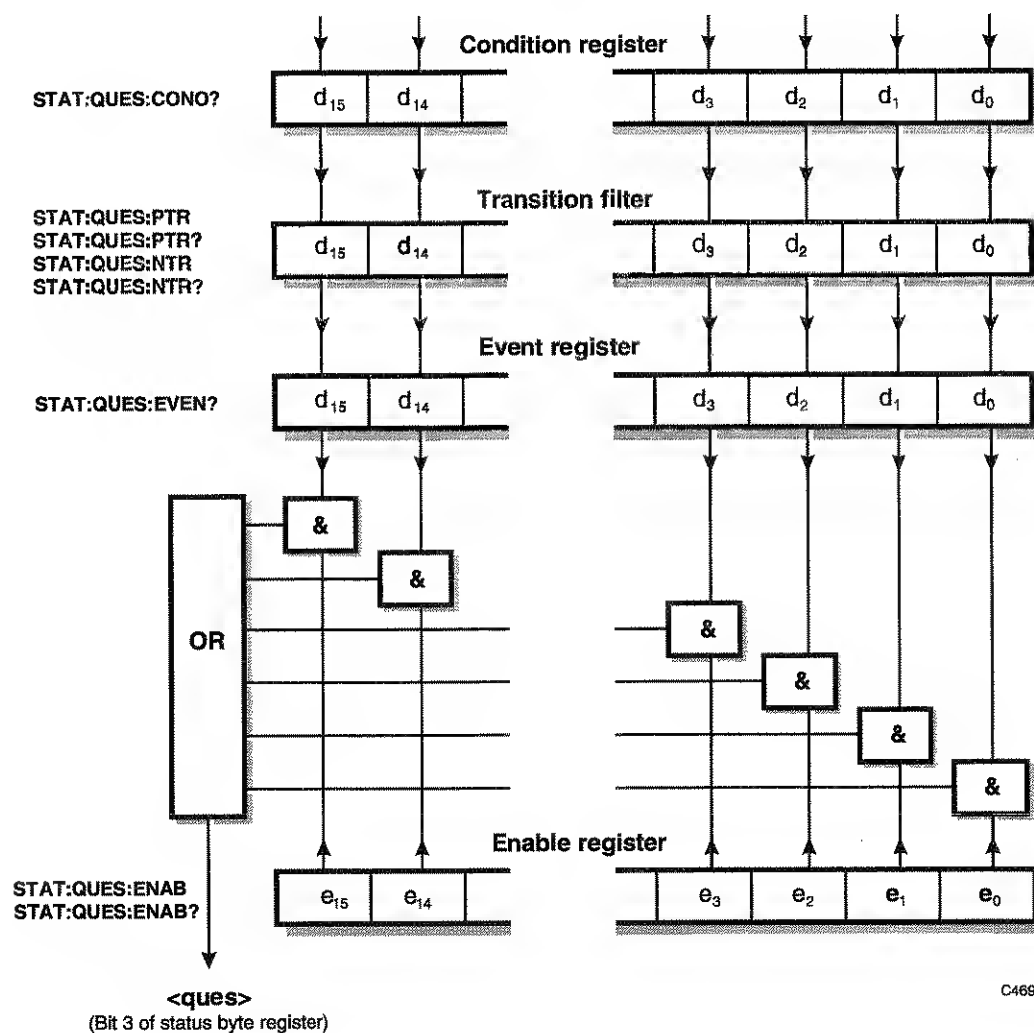 Condition register
STAT:QUES:CONO?
d15 d14 d3 d2 d1 d0
Transition filter
STAT:QUES:PTR
STAT:QUES:PTR?
STAT:QUES:NTR
STAT:QUES:NTR?
d15 d14 d3 d2 d1 d0
Event register
STAT:QUES:EVEN?
d15 d14 d3 d2 d1 d0
&
&
OR
&
&
&
&
Enable register
STAT:QUES:ENAB
STAT:QUES:ENAB?
e15 e14 e3 e2 e1 e0
<ques>
(Bit 3 of status byte register)
C469